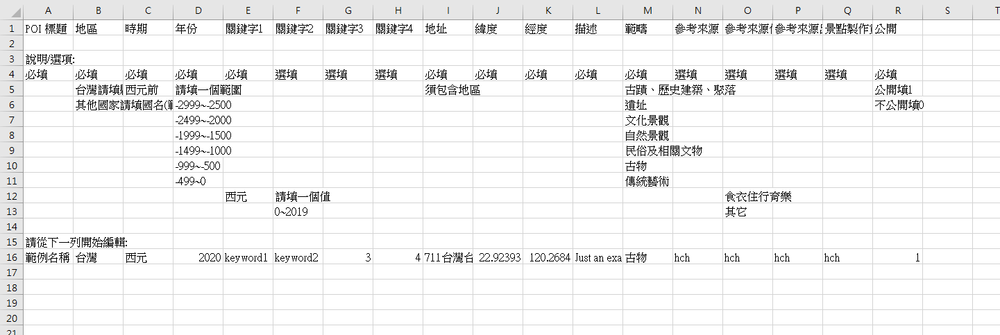 A B C D E F G H I J K L M N O P Q R S T
1 POI 標題 地區 時期 年份 關鍵字1 關鍵字2 關鍵字3 關鍵字4 地址 緯度 經度 描述 範疇 參考來源 參考來源 參考來源 景點製作 公開
2
3 說明/選項:
4 必填 必填 必填 必填 必填 選填 選填 選填 必填 必填 必填 必填 必填 選填 選填 選填 選填 必填
5 台灣請填 西元前 請填一個範圍 須包含地區 古蹟、歷史建築、聚落 公開填1
6 其他國家請填國名( -2999~-2500 遺址 不公開填0
7 -2499~-2000 文化景觀
8 -1999~-1500 自然景觀
9 -1499~-1000 民俗及相關文物
10 -999~-500 古物
11 -499~0 傳統藝術
12 西元 請填一個值 食衣住行育樂
13 0~2019 其它
14
15 請從下一列開始編輯:
16 範例名稱 台灣 西元 2020 keyword1 keyword2 3 4 711台灣台 22.92393 120.2684 Just an exa 古物 hch hch hch hch 1
17
18
19
20
21